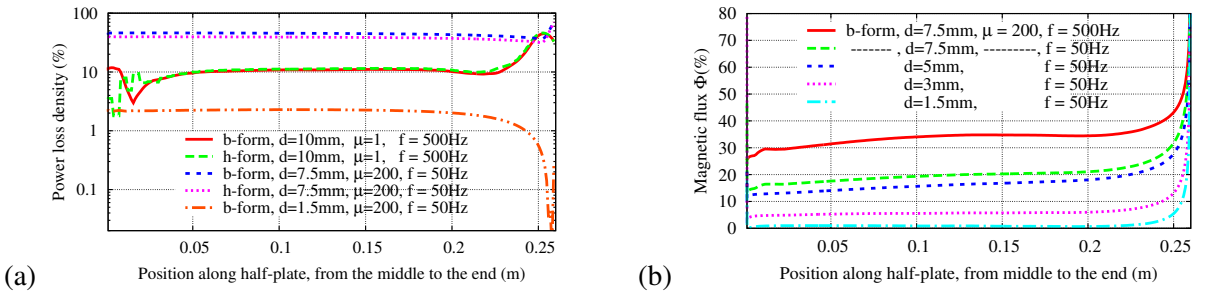 100
10
1
0.1
Power loss density (%)
b-form, d=10mm, μ=1, f = 500Hz
h-form, d=10mm, μ=1, f = 500Hz
b-form, d=7.5mm, μ=200, f = 50Hz
h-form, d=7.5mm, μ=200, f = 50Hz
b-form, d=1.5mm, μ=200, f = 50Hz
0.05 0.1 0.15 0.2 0.25
Position along half-plate, from the middle to the end (m)
(a)
80
70
60
50
40
30
20
10
0
Magnetic flux Φ(%)
b-form, d=7.5mm, μ = 200, f = 500Hz
------- , d=7.5mm, ---------, f = 50Hz
d=5mm, f = 50Hz
d=3mm, f = 50Hz
d=1.5mm, f = 50Hz
0.05 0.1 0.15 0.2 0.25
Position along half-plate, from middle to the end (m)
(b)